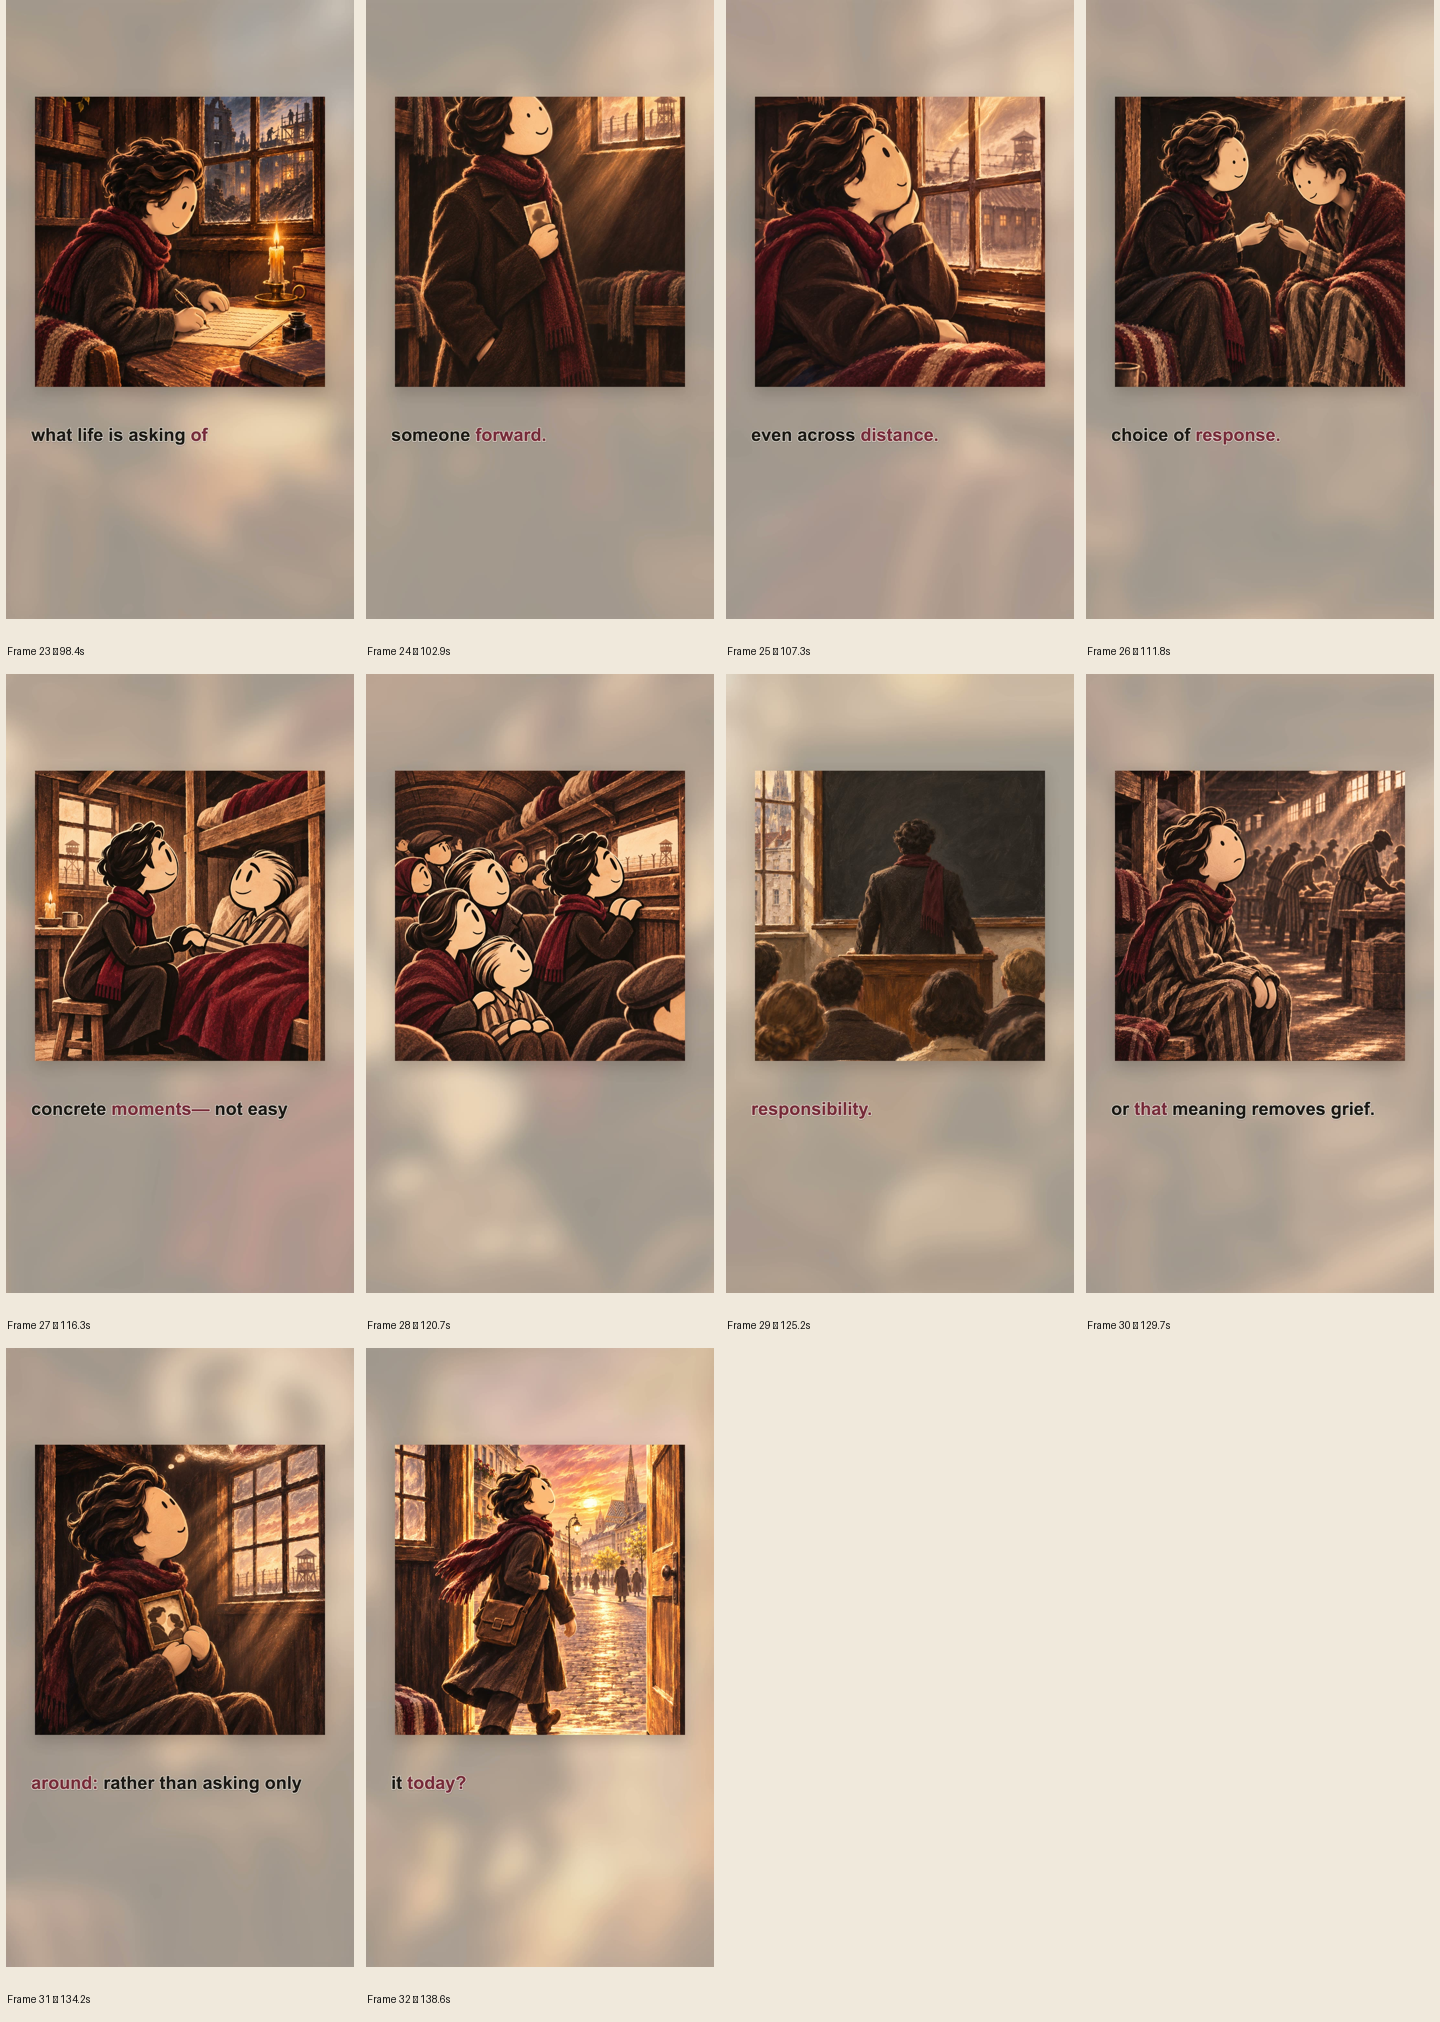 what life is asking of
someone forward.
even across distance.
choice of response.
Frame 23 98.4s
Frame 24 102.9s
Frame 25 107.3s
Frame 26 111.8s
concrete moments— not easy
responsibility.
or that meaning removes grief.
Frame 27 116.3s
Frame 28 120.7s
Frame 29 125.2s
Frame 30 129.7s
around: rather than asking only
it today?
Frame 31 134.2s
Frame 32 138.6s